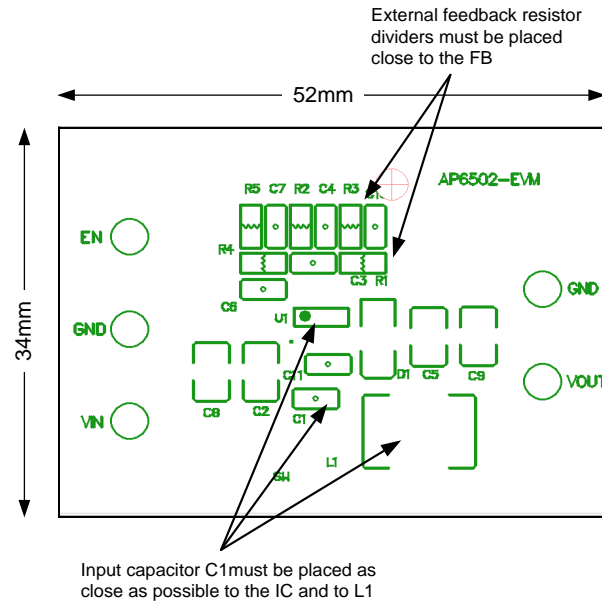 External feedback resistor
dividers must be placed
close to the FB
52mm
34mm
AP6502-EVM
R5 C7 R2 C4 R3
EN
R4
C3 R1
GND
C6
U1
GND
VOUT
C11
D1 C5 C9
C8 C2 C1
VIN
L1
SW
Input capacitor C1must be placed as
close as possible to the IC and to L1